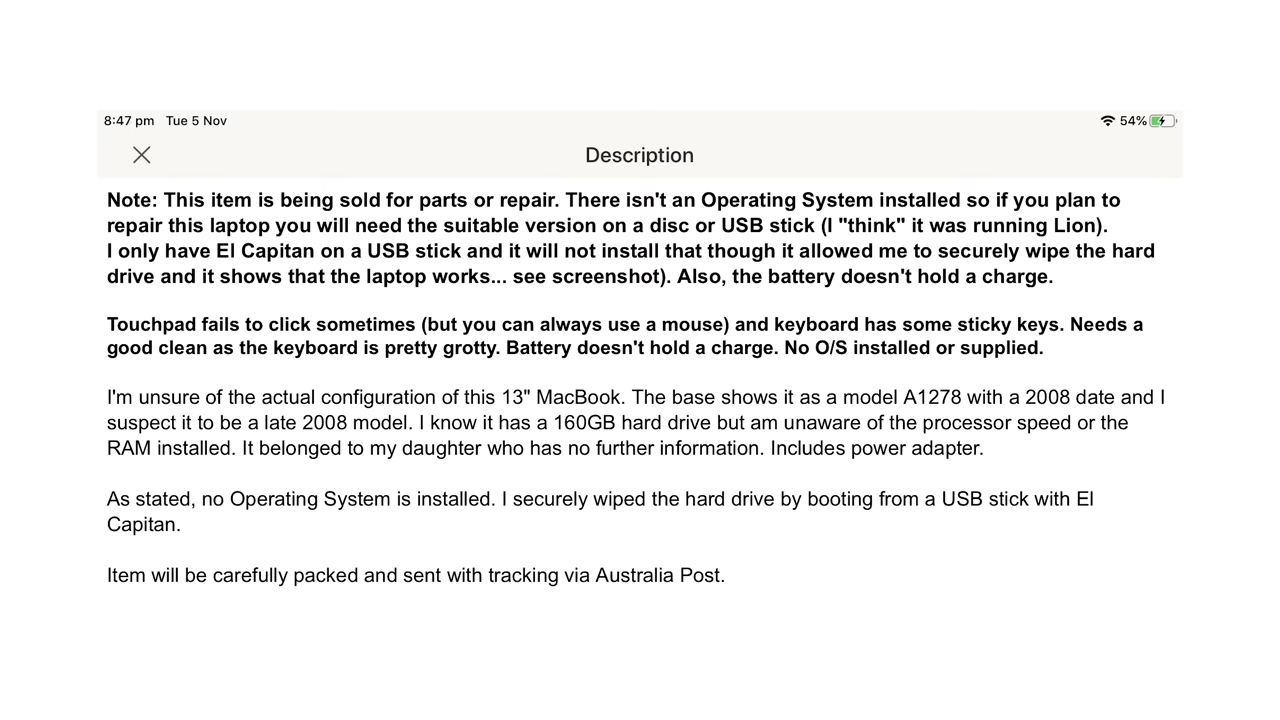 8:47 pm Tue 5 Nov 54%
Description
Note: This item is being sold for parts or repair. There isn't an Operating System installed so if you plan to
repair this laptop you will need the suitable version on a disc or USB stick (I "think" it was running Lion).
I only have El Capitan on a USB stick and it will not install that though it allowed me to securely wipe the hard
drive and it shows that the laptop works... see screenshot). Also, the battery doesn't hold a charge.
Touchpad fails to click sometimes (but you can always use a mouse) and keyboard has some sticky keys. Needs a
good clean as the keyboard is pretty grotty. Battery doesn't hold a charge. No O/S installed or supplied.
I'm unsure of the actual configuration of this 13" MacBook. The base shows it as a model A1278 with a 2008 date and I
suspect it to be a late 2008 model. I know it has a 160GB hard drive but am unaware of the processor speed or the
RAM installed. It belonged to my daughter who has no further information. Includes power adapter.
As stated, no Operating System is installed. I securely wiped the hard drive by booting from a USB stick with El
Capitan.
Item will be carefully packed and sent with tracking via Australia Post.